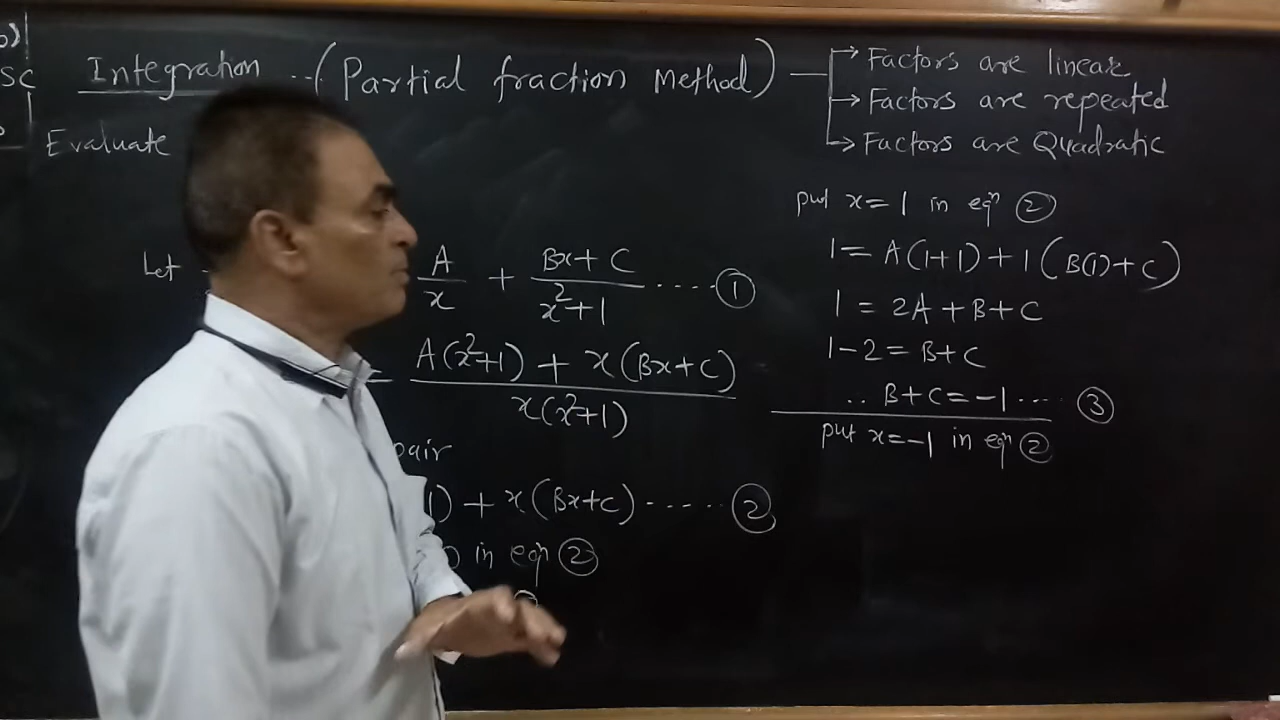 SC
Integration ...(Partial fraction Method)
→ Factors are linear
→ Factors are repeated
→ Factors are Quadratic
Evaluate
Let
A/x + Bx+C/x²+1 ..... ①
= A(x²+1) + x(Bx+C)/x(x²+1)
pair
1) + x(Bx+C) ...... ②
in eqn ②
put x=1 in eqn ②
1 = A(1+1)+1(B(1)+C)
1 = 2A+B+C
1-2 = B+C
.. B+C=-1 .... ③
put x=-1 in eqn ②